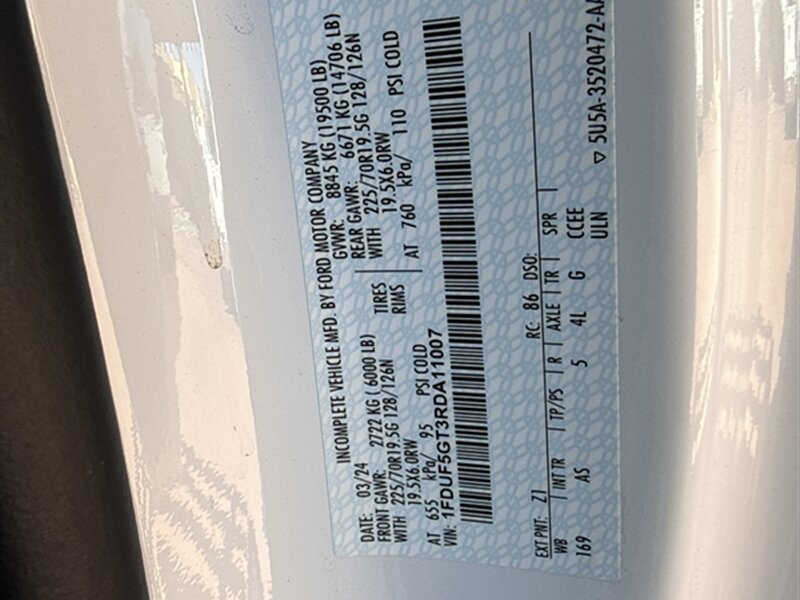 INCOMPLETE VEHICLE MFD. BY FORD MOTOR COMPANY
DATE: 03/24 GVWR: 8845 KG (19500 LB)
FRONT GAWR: 2722 KG ( 6000 LB) REAR GAWR: 6671 KG (14706 LB)
WITH 225/70R19.5G 128/126N TIRES WITH 225/70R19.5G 128/126N
19.5X6.0RW RIMS 19.5X6.0RW
AT 655 kPa/ 95 PSI COLD AT 760 kPa/ 110 PSI COLD
VIN: 1FDUF5GT3RDA11007
EXT PNT: Z1 RC: 86 DSO:
WB INT TR TP/PS R AXLE TR SPR
169 AS 5 4L G CCEE
ULN
▽ 5U5A-3520472-AA